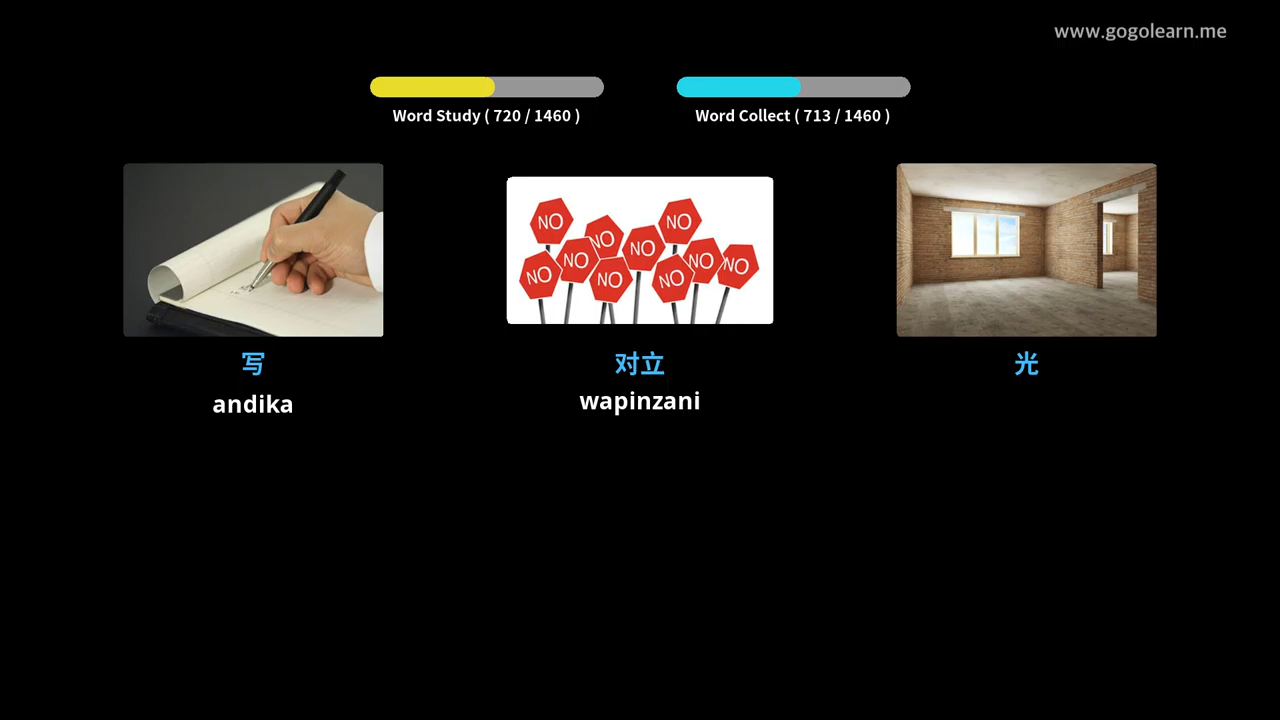 www.gogolearn.me
Word Study ( 720 / 1460 )
Word Collect ( 713 / 1460 )
NO
NO
NO
NO
NO
NO
NO
NO
NO
NO
写
对立
光
andika
wapinzani